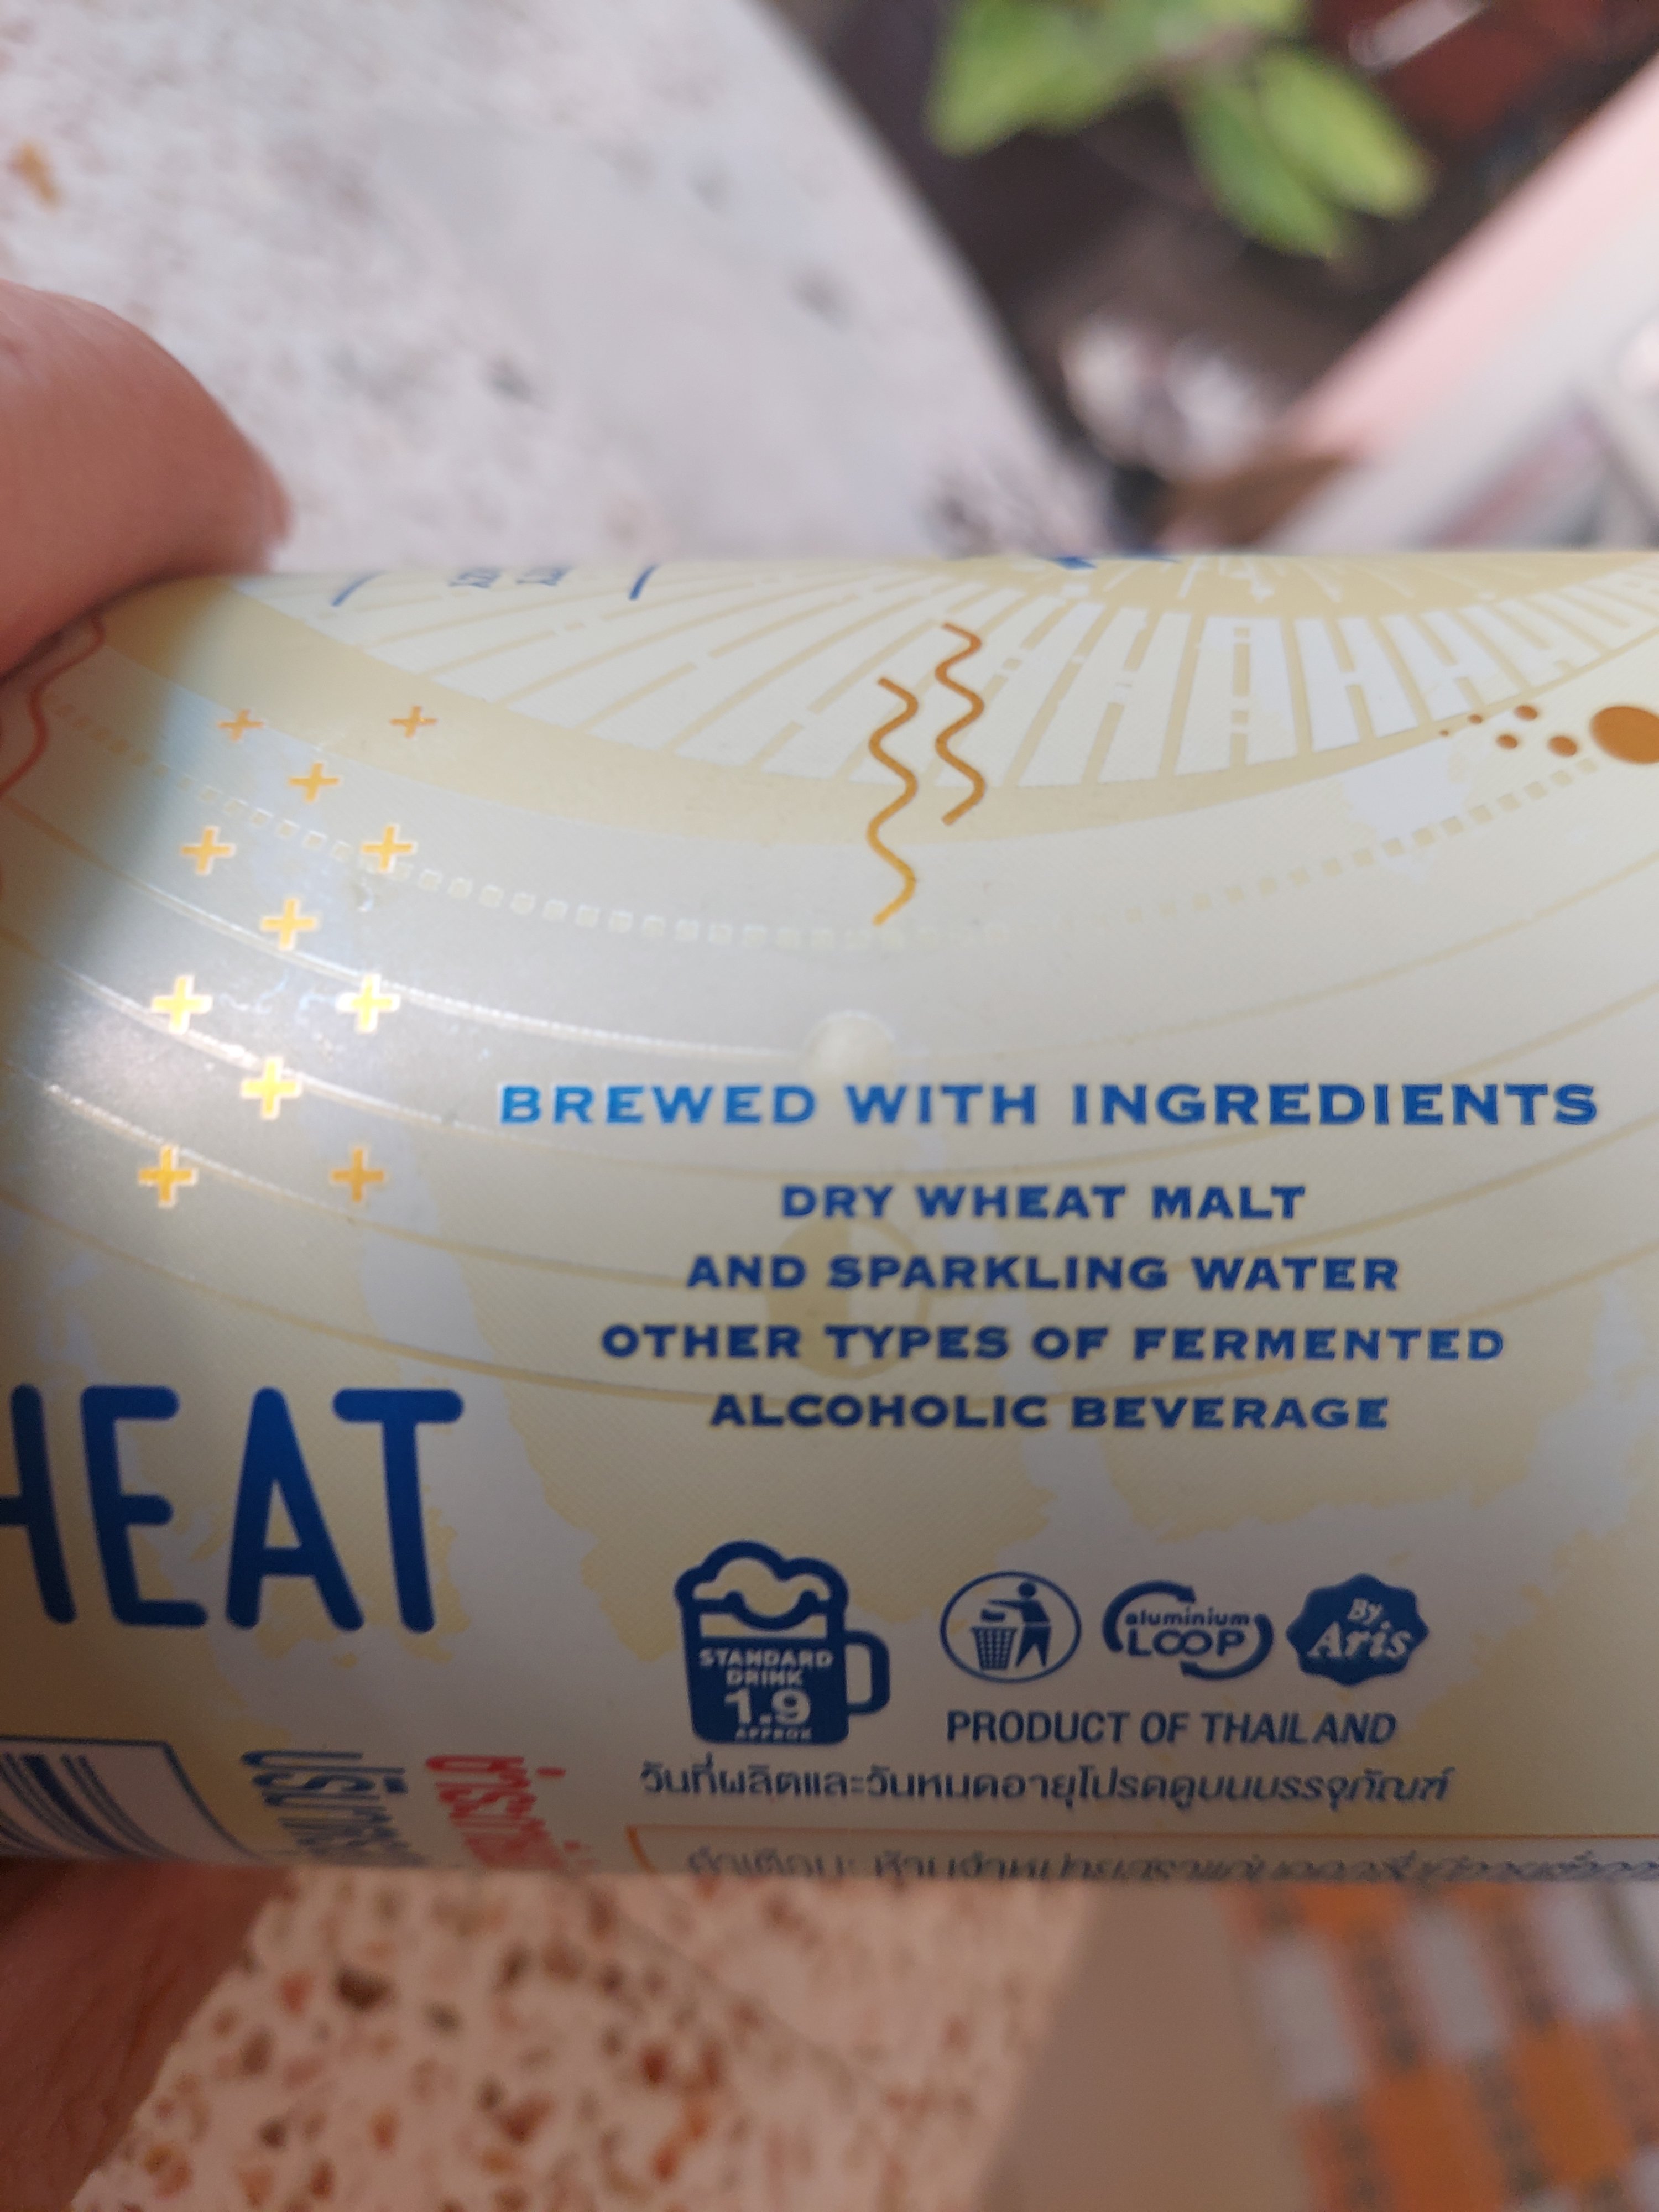 BREWED WITH INGREDIENTS
DRY WHEAT MALT
AND SPARKLING WATER
OTHER TYPES OF FERMENTED
ALCOHOLIC BEVERAGE
HEAT
STANDARD
DRINK
1.9
APPROX
aluminium
LOOP
By
Aris
PRODUCT OF THAILAND
วันที่ผลิตและวันหมดอายุโปรดดูบนบรรจุภัณฑ์